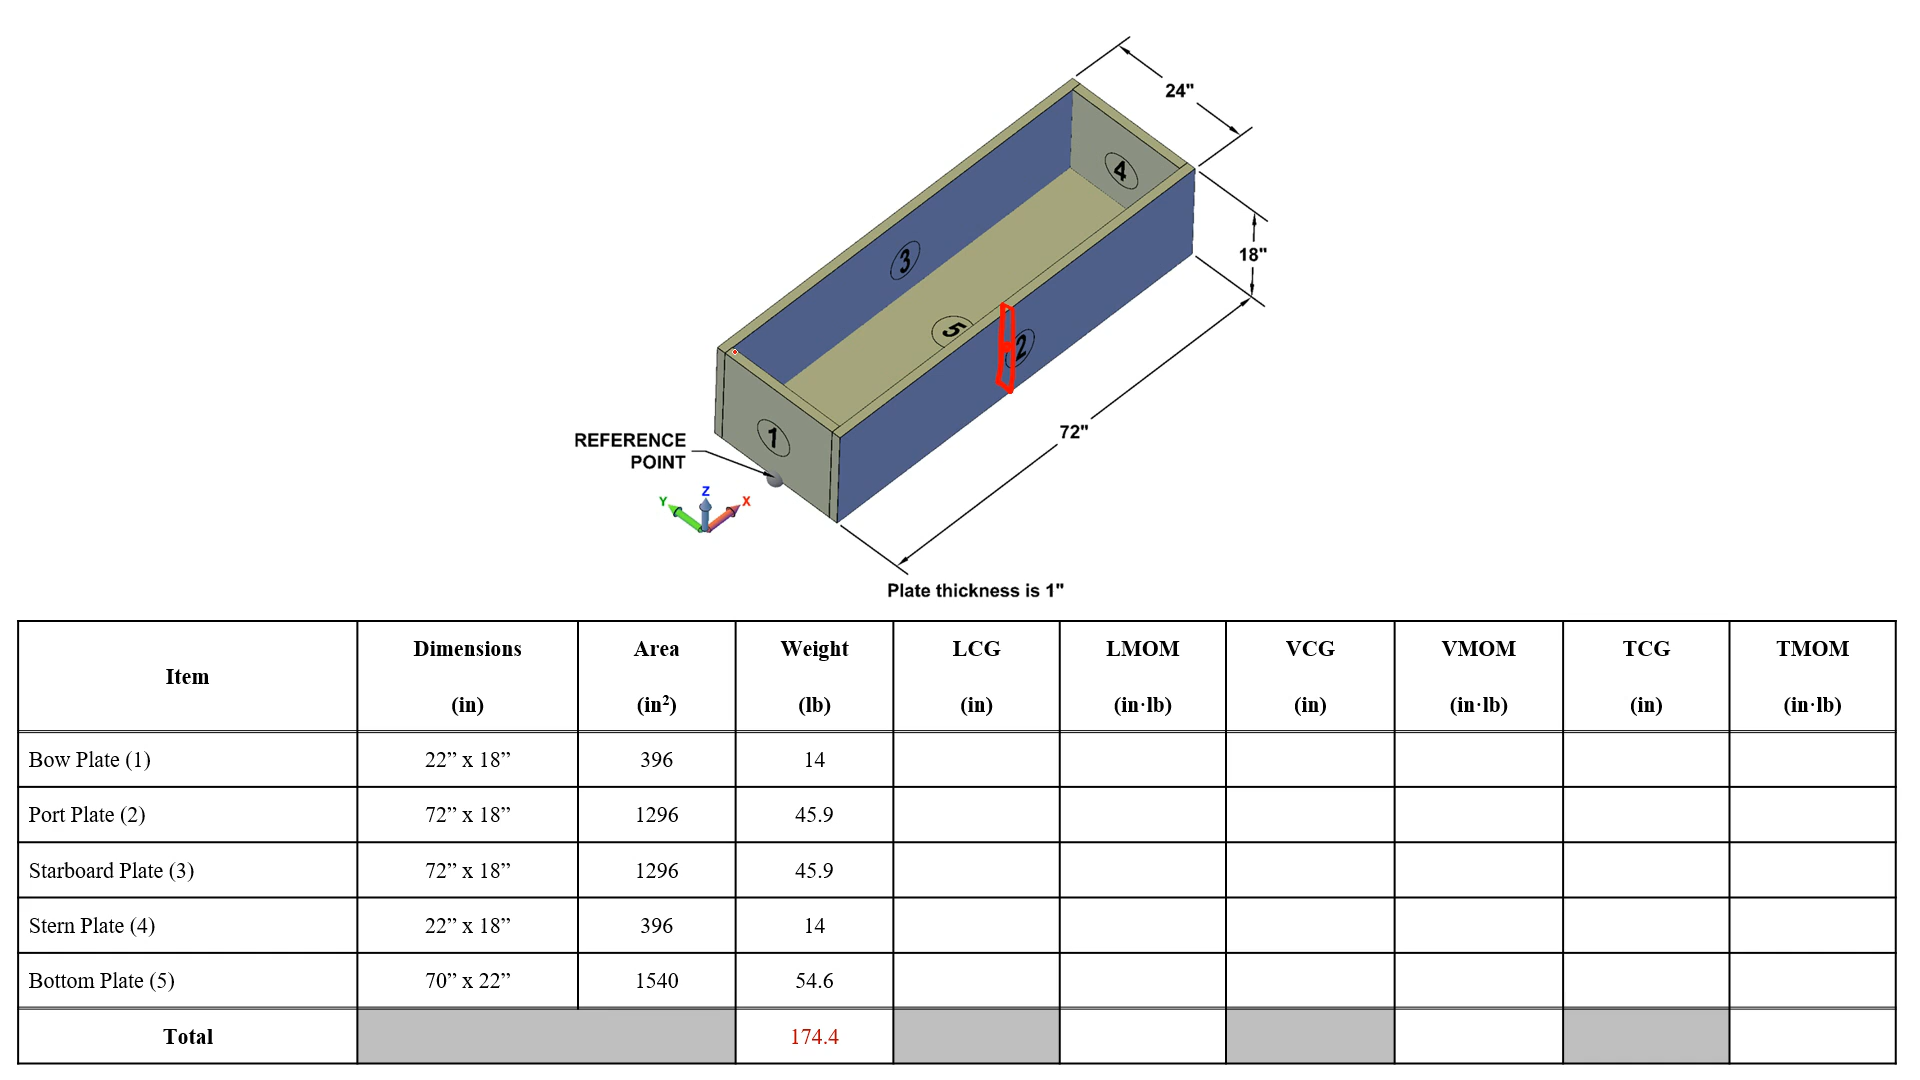 24"
4
18"
3
5
2
72"
1
REFERENCE
POINT
Y
Z
X
Plate thickness is 1"
Item Dimensions (in) Area (in²) Weight (lb) LCG (in) LMOM (in·lb) VCG (in) VMOM (in·lb) TCG (in) TMOM (in·lb)
Bow Plate (1) 22” x 18” 396 14
Port Plate (2) 72” x 18” 1296 45.9
Starboard Plate (3) 72” x 18” 1296 45.9
Stern Plate (4) 22” x 18” 396 14
Bottom Plate (5) 70” x 22” 1540 54.6
Total 174.4